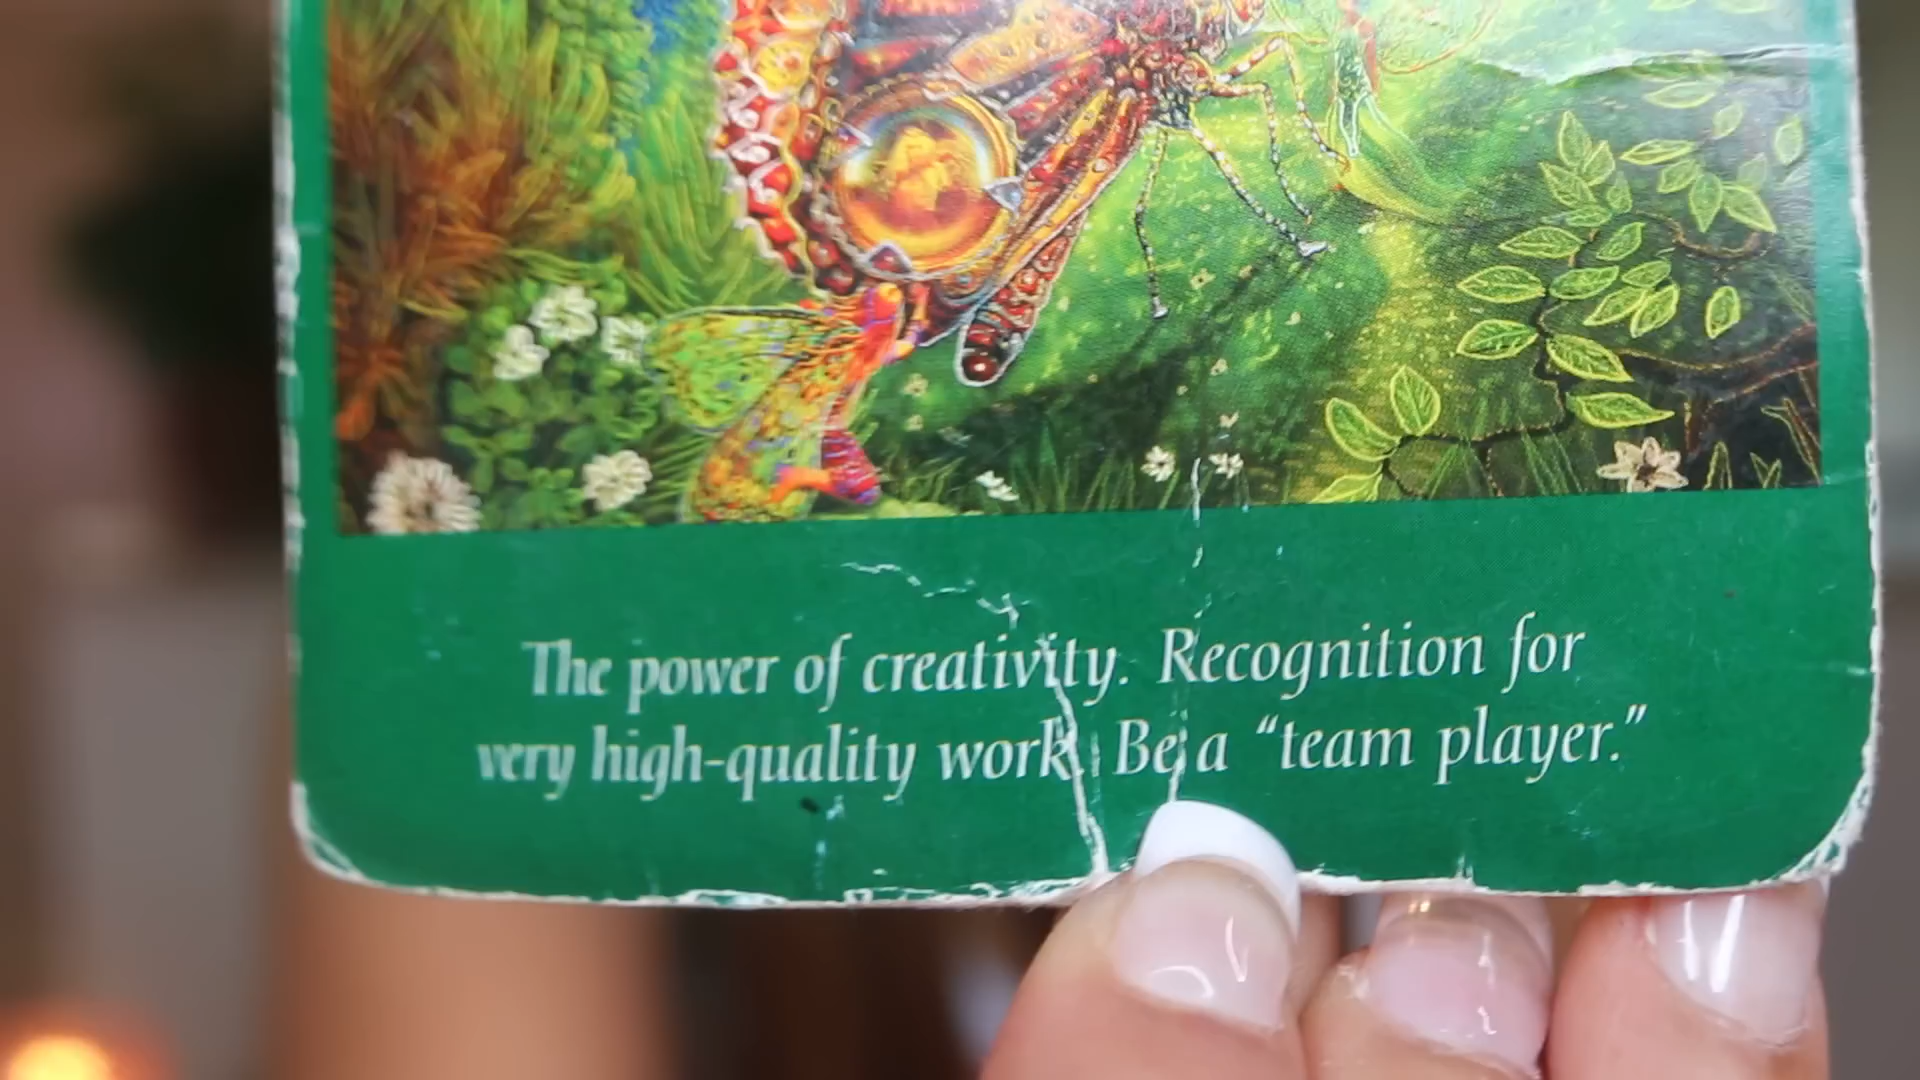 The power of creativity. Recognition for
very high-quality work. Be a “team player.”